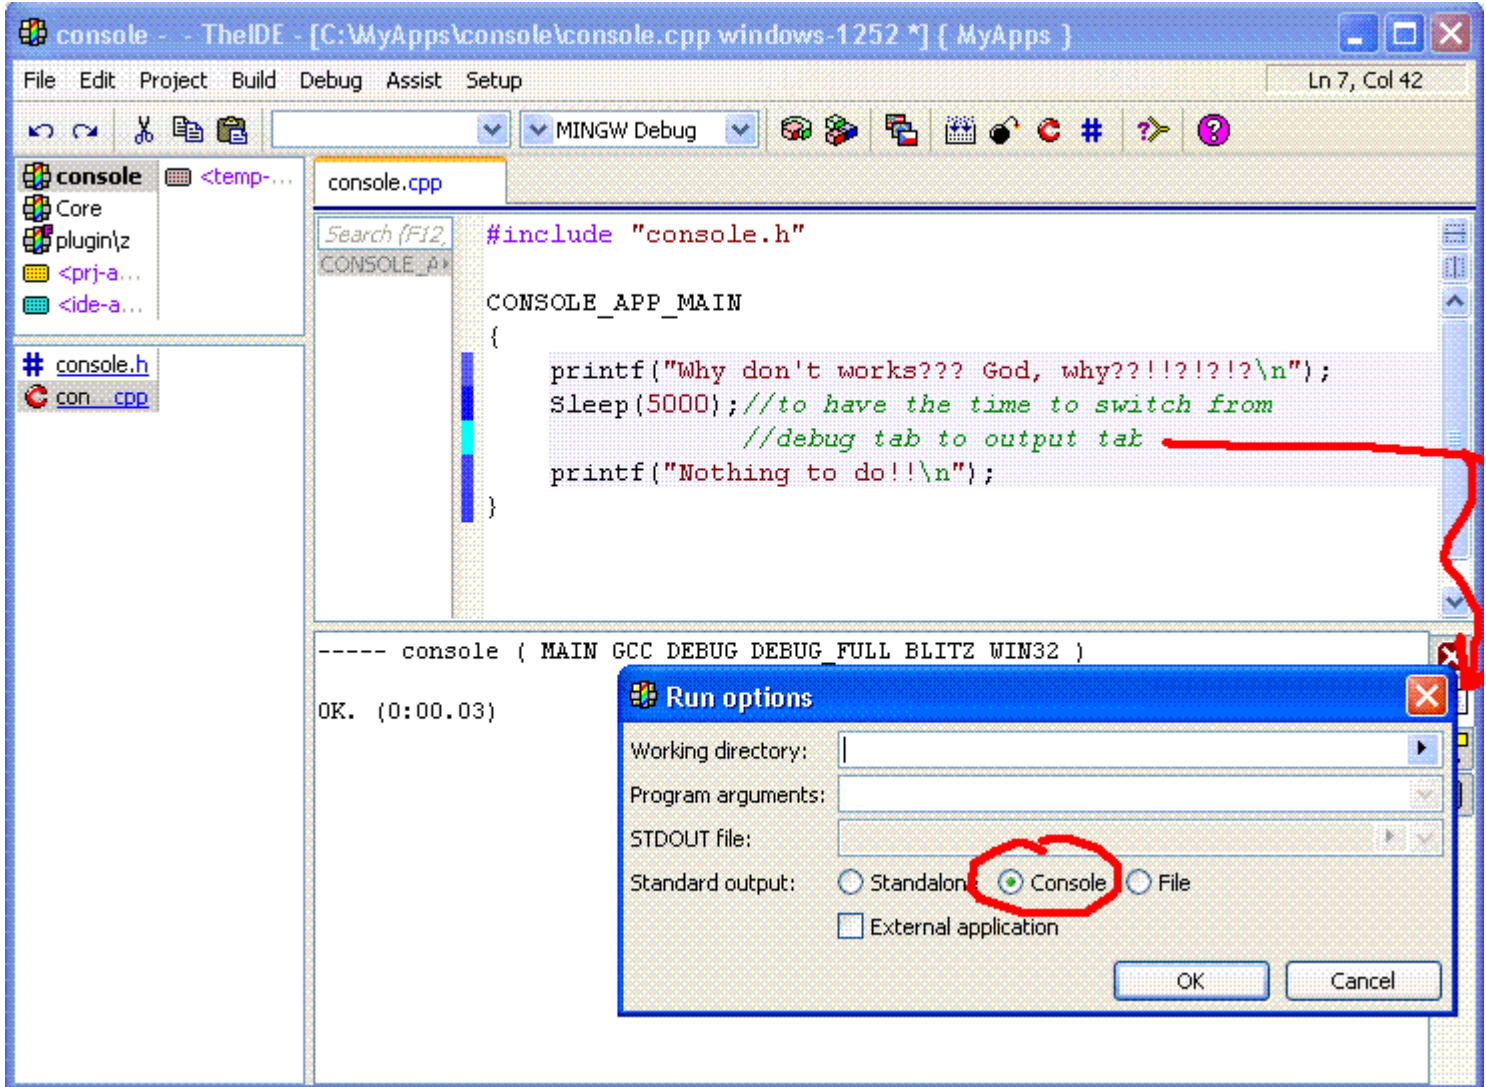 console - - TheIDE - [C:\MyApps\console\console.cpp windows-1252 *] { MyApps }
File Edit Project Build Debug Assist Setup Ln 7, Col 42
MINGW Debug
console <temp-...
Core
plugin\z
<prj-a...
<ide-a...
console.h
con...cpp
console.cpp
Search (F12,
CONSOLE_A
#include "console.h"
CONSOLE_APP_MAIN
{
printf("Why don't works??? God, why??!!?!?!?\n");
Sleep(5000);//to have the time to switch from
//debug tab to output tab
printf("Nothing to do!!\n");
}
----- console ( MAIN GCC DEBUG DEBUG_FULL BLITZ WIN32 )
OK. (0:00.03)
Run options
Working directory:
Program arguments:
STDOUT file:
Standard output: Standalone Console File
External application
OK Cancel